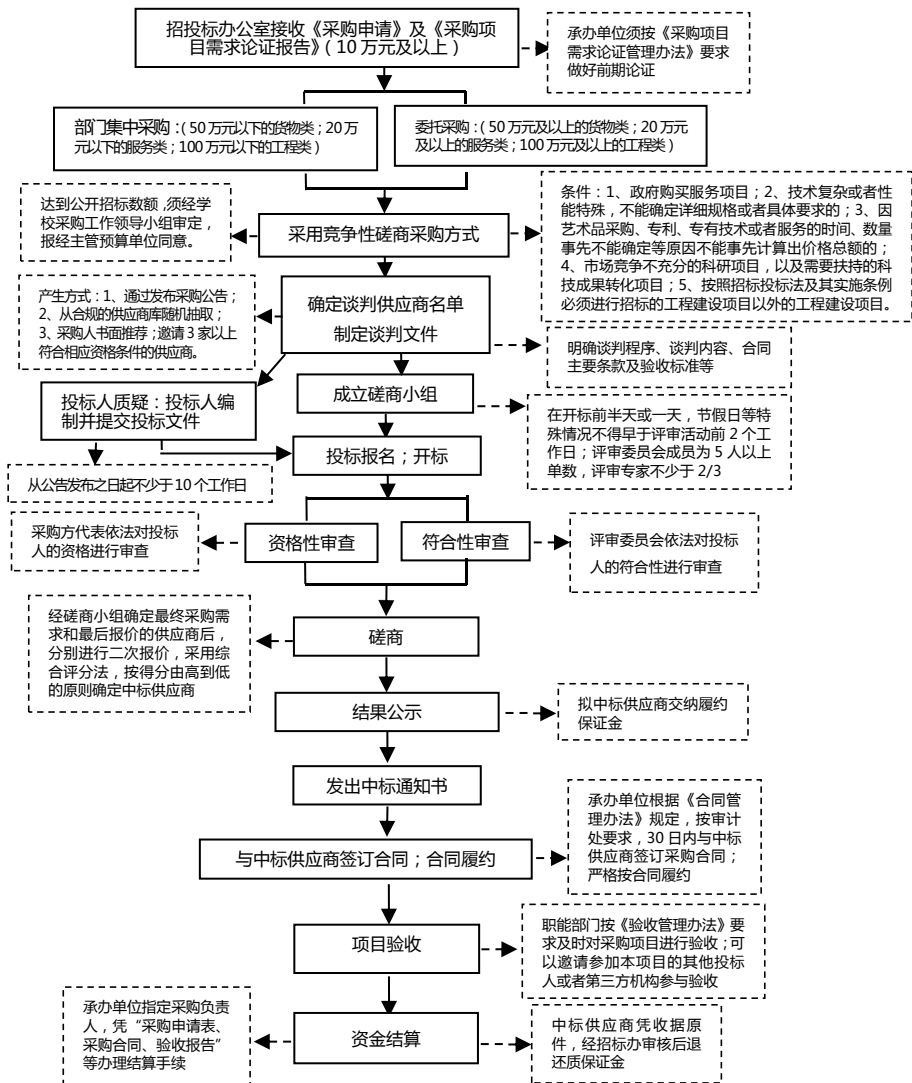 招投标办公室接收《采购申请》及《采购项
目需求论证报告》（10 万元及以上）
承办单位须按《采购项目
需求论证管理办法》要求
做好前期论证
部门集中采购：（50 万元以下的货物类；20万
元以下的服务类；100 万元以下的工程类）
委托采购：（50 万元及以上的货物类；20 万元
及以上的服务类；100 万元及以上的工程类）
达到公开招标数额，须经学
校采购工作领导小组审定，
报经主管预算单位同意。
采用竞争性磋商采购方式
条件：1、政府购买服务项目；2、技术复杂或者性
能特殊，不能确定详细规格或者具体要求的；3、因
艺术品采购、专利、专有技术或者服务的时间、数量
事先不能确定等原因不能事先计算出价格总额的；
4、市场竞争不充分的科研项目，以及需要扶持的科
技成果转化项目；5、按照招标投标法及其实施条例
必须进行招标的工程建设项目以外的工程建设项目。
产生方式：1、通过发布采购公告；
2、从合规的供应商库随机抽取；
3、采购人书面推荐；邀请 3 家以上
符合相应资格条件的供应商。
确定谈判供应商名单
制定谈判文件
明确谈判程序、谈判内容、合同
主要条款及验收标准等
投标人质疑：投标人编
制并提交投标文件
成立磋商小组
在开标前半天或一天，节假日等特
殊情况不得早于评审活动前 2 个工
作日；评审委员会成员为 5 人以上
单数，评审专家不少于 2/3
从公告发布之日起不少于 10 个工作日
投标报名；开标
采购方代表依法对投标
人的资格进行审查
资格性审查
符合性审查
评审委员会依法对投标
人的符合性进行审查
经磋商小组确定最终采购需
求和最后报价的供应商后，
分别进行二次报价，采用综
合评分法，按得分由高到低
的原则确定中标供应商
磋商
结果公示
拟中标供应商交纳履约
保证金
发出中标通知书
承办单位根据《合同管
理办法》规定，按审计
处要求，30 日内与中标
供应商签订采购合同；
严格按合同履约
与中标供应商签订合同；合同履约
项目验收
职能部门按《验收管理办法》要
求及时对采购项目进行验收；可
以邀请参加本项目的其他投标
人或者第三方机构参与验收
承办单位指定采购负责
人，凭“采购申请表、
采购合同、验收报告”
等办理结算手续
资金结算
中标供应商凭收据原
件，经招标办审核后退
还质保证金